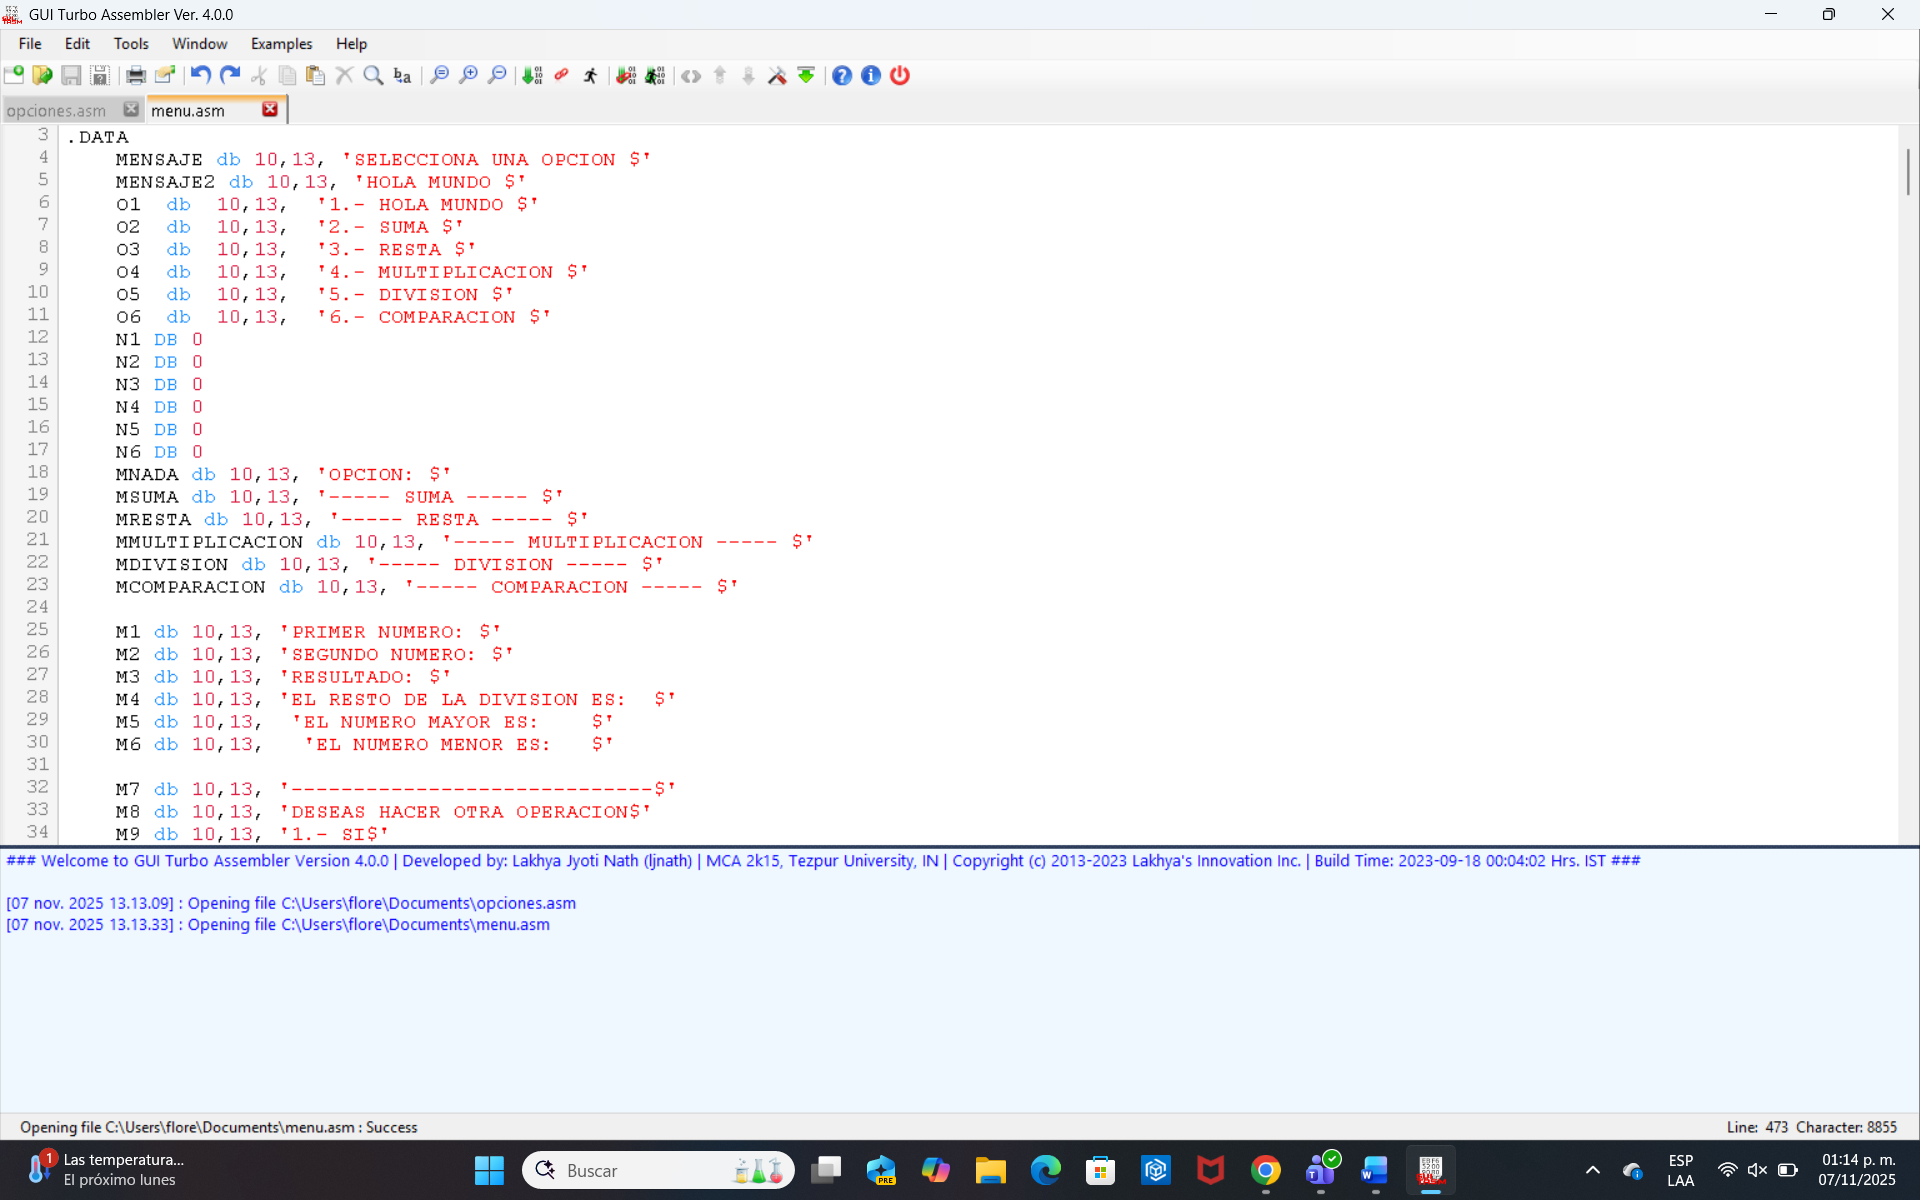 GUI Turbo Assembler Ver. 4.0.0
File Edit Tools Window Examples Help
opciones.asm menu.asm
3 .DATA
4 MENSAJE db 10,13, 'SELECCIONA UNA OPCION $'
5 MENSAJE2 db 10,13, 'HOLA MUNDO $'
6 O1 db 10,13, '1.- HOLA MUNDO $'
7 O2 db 10,13, '2.- SUMA $'
8 O3 db 10,13, '3.- RESTA $'
9 O4 db 10,13, '4.- MULTIPLICACION $'
10 O5 db 10,13, '5.- DIVISION $'
11 O6 db 10,13, '6.- COMPARACION $'
12 N1 DB 0
13 N2 DB 0
14 N3 DB 0
15 N4 DB 0
16 N5 DB 0
17 N6 DB 0
18 MNADA db 10,13, 'OPCION: $'
19 MSUMA db 10,13, '----- SUMA ----- $'
20 MRESTA db 10,13, '----- RESTA ----- $'
21 MMULTIPLICACION db 10,13, '----- MULTIPLICACION ----- $'
22 MDIVISION db 10,13, '----- DIVISION ----- $'
23 MCOMPARACION db 10,13, '----- COMPARACION ----- $'
24
25 M1 db 10,13, 'PRIMER NUMERO: $'
26 M2 db 10,13, 'SEGUNDO NUMERO: $'
27 M3 db 10,13, 'RESULTADO: $'
28 M4 db 10,13, 'EL RESTO DE LA DIVISION ES: $'
29 M5 db 10,13, 'EL NUMERO MAYOR ES: $'
30 M6 db 10,13, 'EL NUMERO MENOR ES: $'
31
32 M7 db 10,13, '-----------------------------$'
33 M8 db 10,13, 'DESEAS HACER OTRA OPERACION$'
34 M9 db 10,13, '1.- SI$'
### Welcome to GUI Turbo Assembler Version 4.0.0 | Developed by: Lakhya Jyoti Nath (ljnath) | MCA 2k15, Tezpur University, IN | Copyright (c) 2013-2023 Lakhya's Innovation Inc. | Build Time: 2023-09-18 00:04:02 Hrs. IST ###
[07 nov. 2025 13.13.09] : Opening file C:\Users\flore\Documents\opciones.asm
[07 nov. 2025 13.13.33] : Opening file C:\Users\flore\Documents\menu.asm
Opening file C:\Users\flore\Documents\menu.asm : Success
Line: 473 Character: 8855
1
Las temperatura...
El próximo lunes
Buscar
PRE
ESP
LAA
01:14 p. m.
07/11/2025